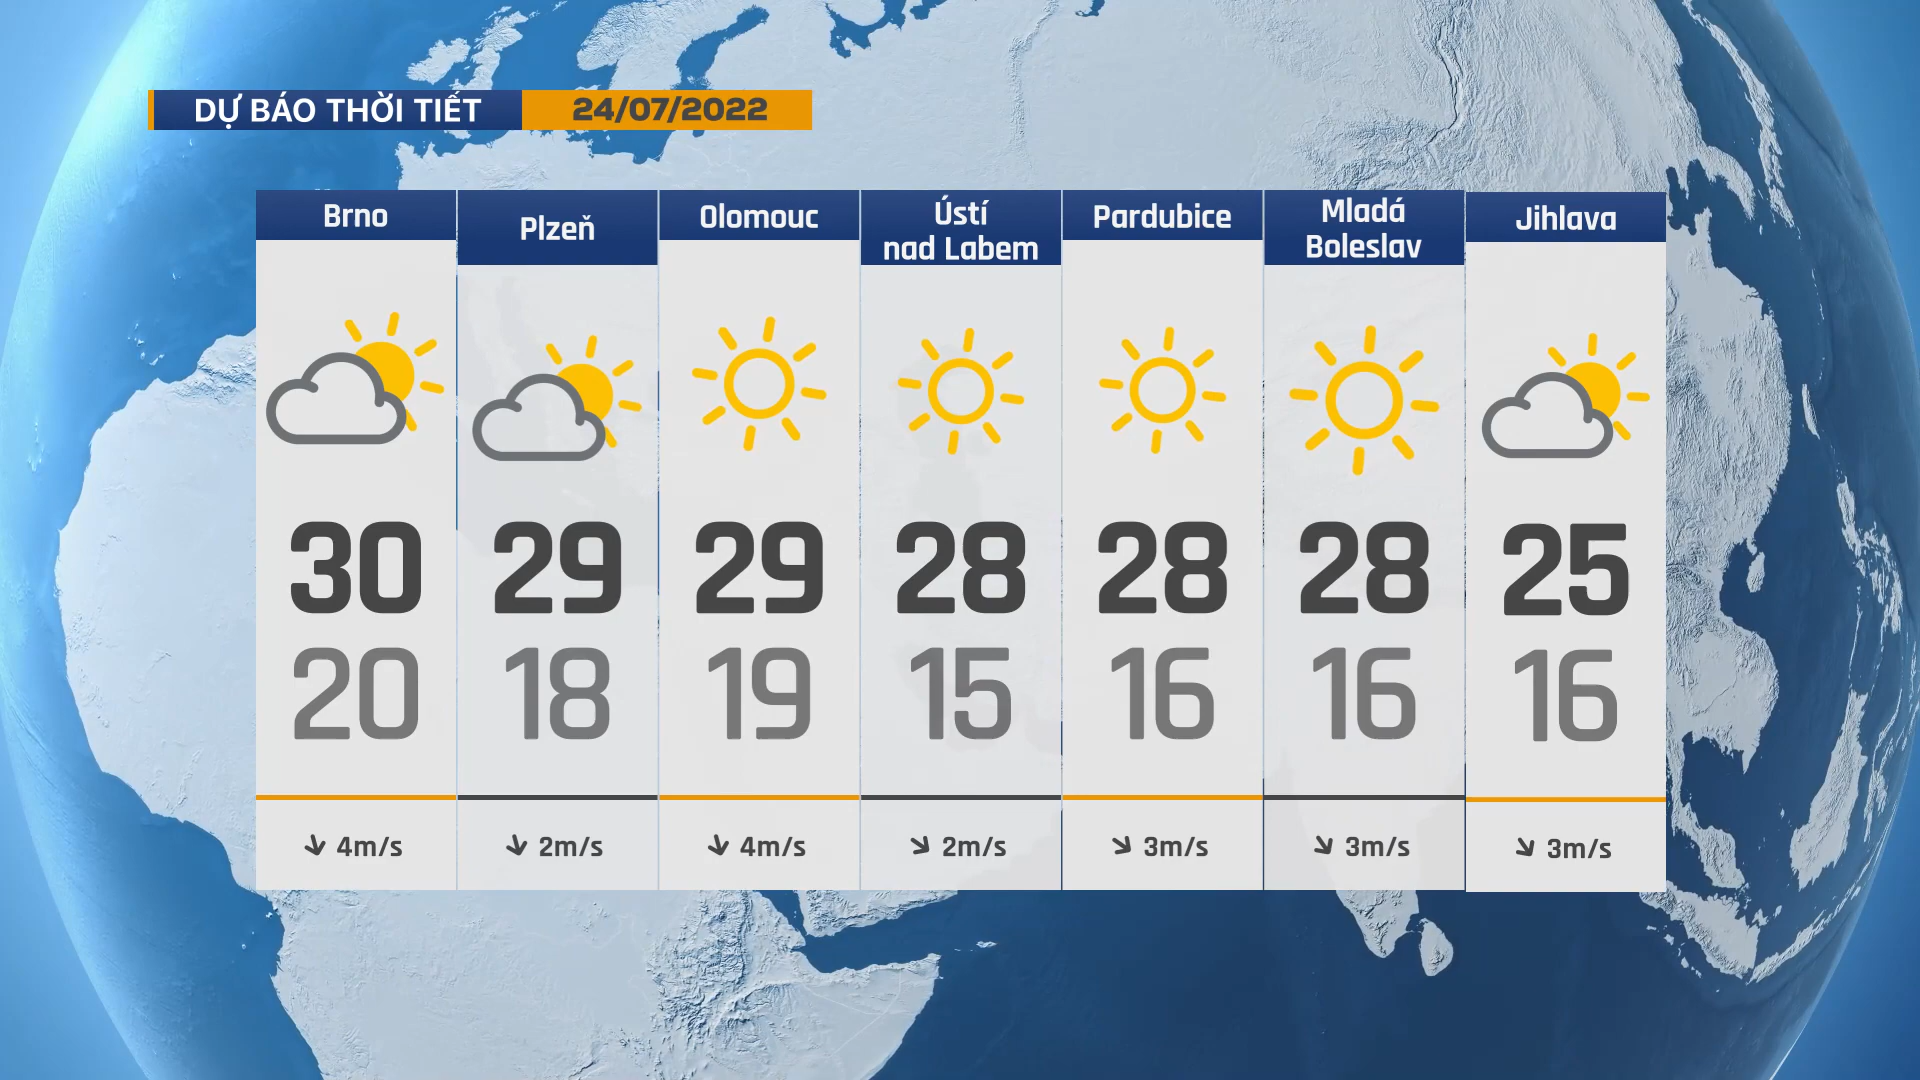 DỰ BÁO THỜI TIẾT 24/07/2022
Brno Plzeň Olomouc Ústí nad Labem Pardubice Mladá Boleslav Jihlava
30 29 29 28 28 28 25
20 18 19 15 16 16 16
4m/s 2m/s 4m/s 2m/s 3m/s 3m/s 3m/s